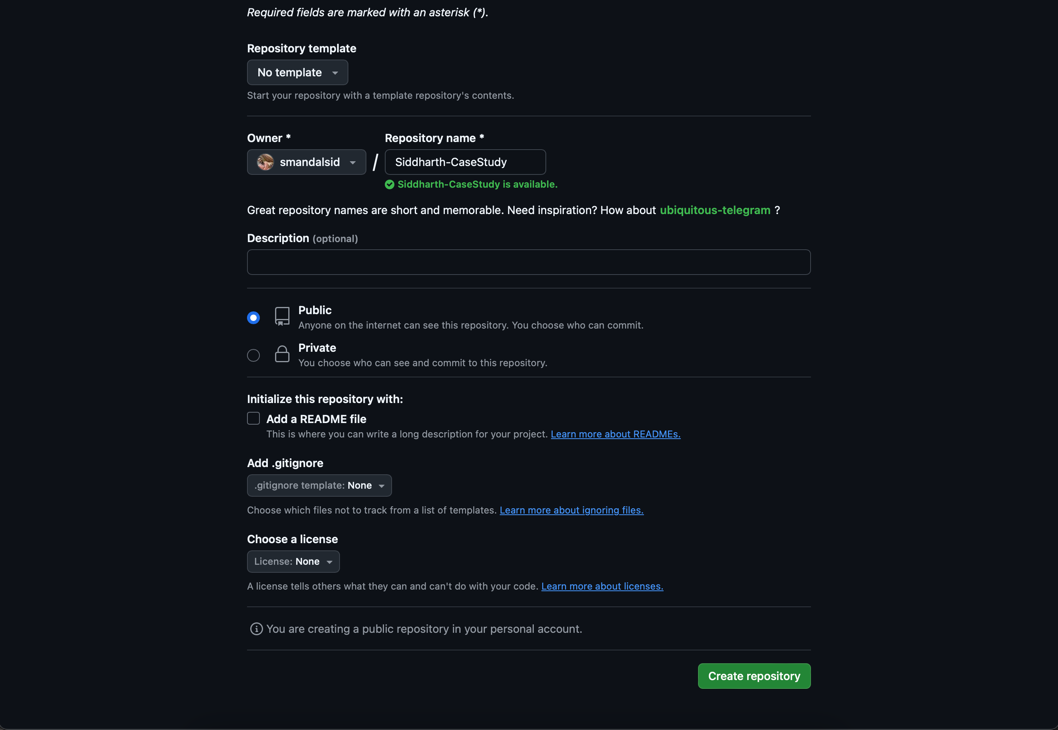 Required fields are marked with an asterisk (*).
Repository template
No template
Start your repository with a template repository's contents.
Owner *
Repository name *
smandalsid
/
Siddharth-CaseStudy
Siddharth-CaseStudy is available.
Great repository names are short and memorable. Need inspiration? How about ubiquitous-telegram ?
Description (optional)
Public
Anyone on the internet can see this repository. You choose who can commit.
Private
You choose who can see and commit to this repository.
Initialize this repository with:
Add a README file
This is where you can write a long description for your project. Learn more about READMEs.
Add .gitignore
.gitignore template: None
Choose which files not to track from a list of templates. Learn more about ignoring files.
Choose a license
License: None
A license tells others what they can and can't do with your code. Learn more about licenses.
You are creating a public repository in your personal account.
Create repository